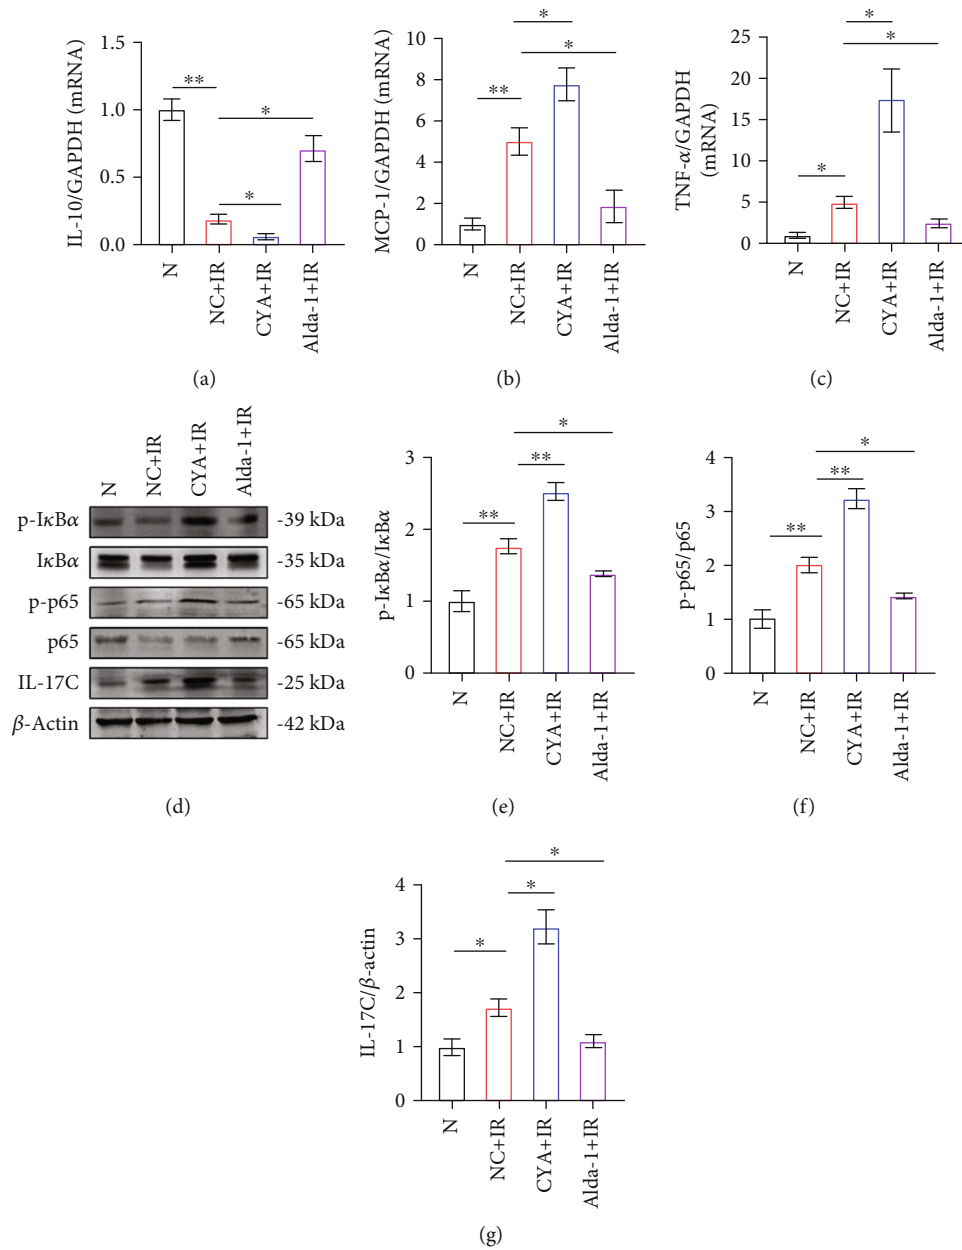 IL-10/GAPDH (mRNA)
1.5
1.0
0.5
0.0
**
*
*
N
NC+IR
CYA+IR
Alda-1+IR
(a)
MCP-1/GAPDH (mRNA)
10
8
6
4
2
0
*
*
**
N
NC+IR
CYA+IR
Alda-1+IR
(b)
TNF-α/GAPDH
(mRNA)
25
20
15
10
5
0
*
*
*
N
NC+IR
CYA+IR
Alda-1+IR
(c)
N
NC+IR
CYA+IR
Alda-1+IR
p-IκBα -39 kDa
IκBα -35 kDa
p-p65 -65 kDa
p65 -65 kDa
IL-17C -25 kDa
β-Actin -42 kDa
(d)
p-IκBα/IκBα
3
2
1
0
*
**
**
N
NC+IR
CYA+IR
Alda-1+IR
(e)
p-p65/p65
4
3
2
1
0
*
**
**
N
NC+IR
CYA+IR
Alda-1+IR
(f)
IL-17C/β-actin
4
3
2
1
0
*
*
*
N
NC+IR
CYA+IR
Alda-1+IR
(g)